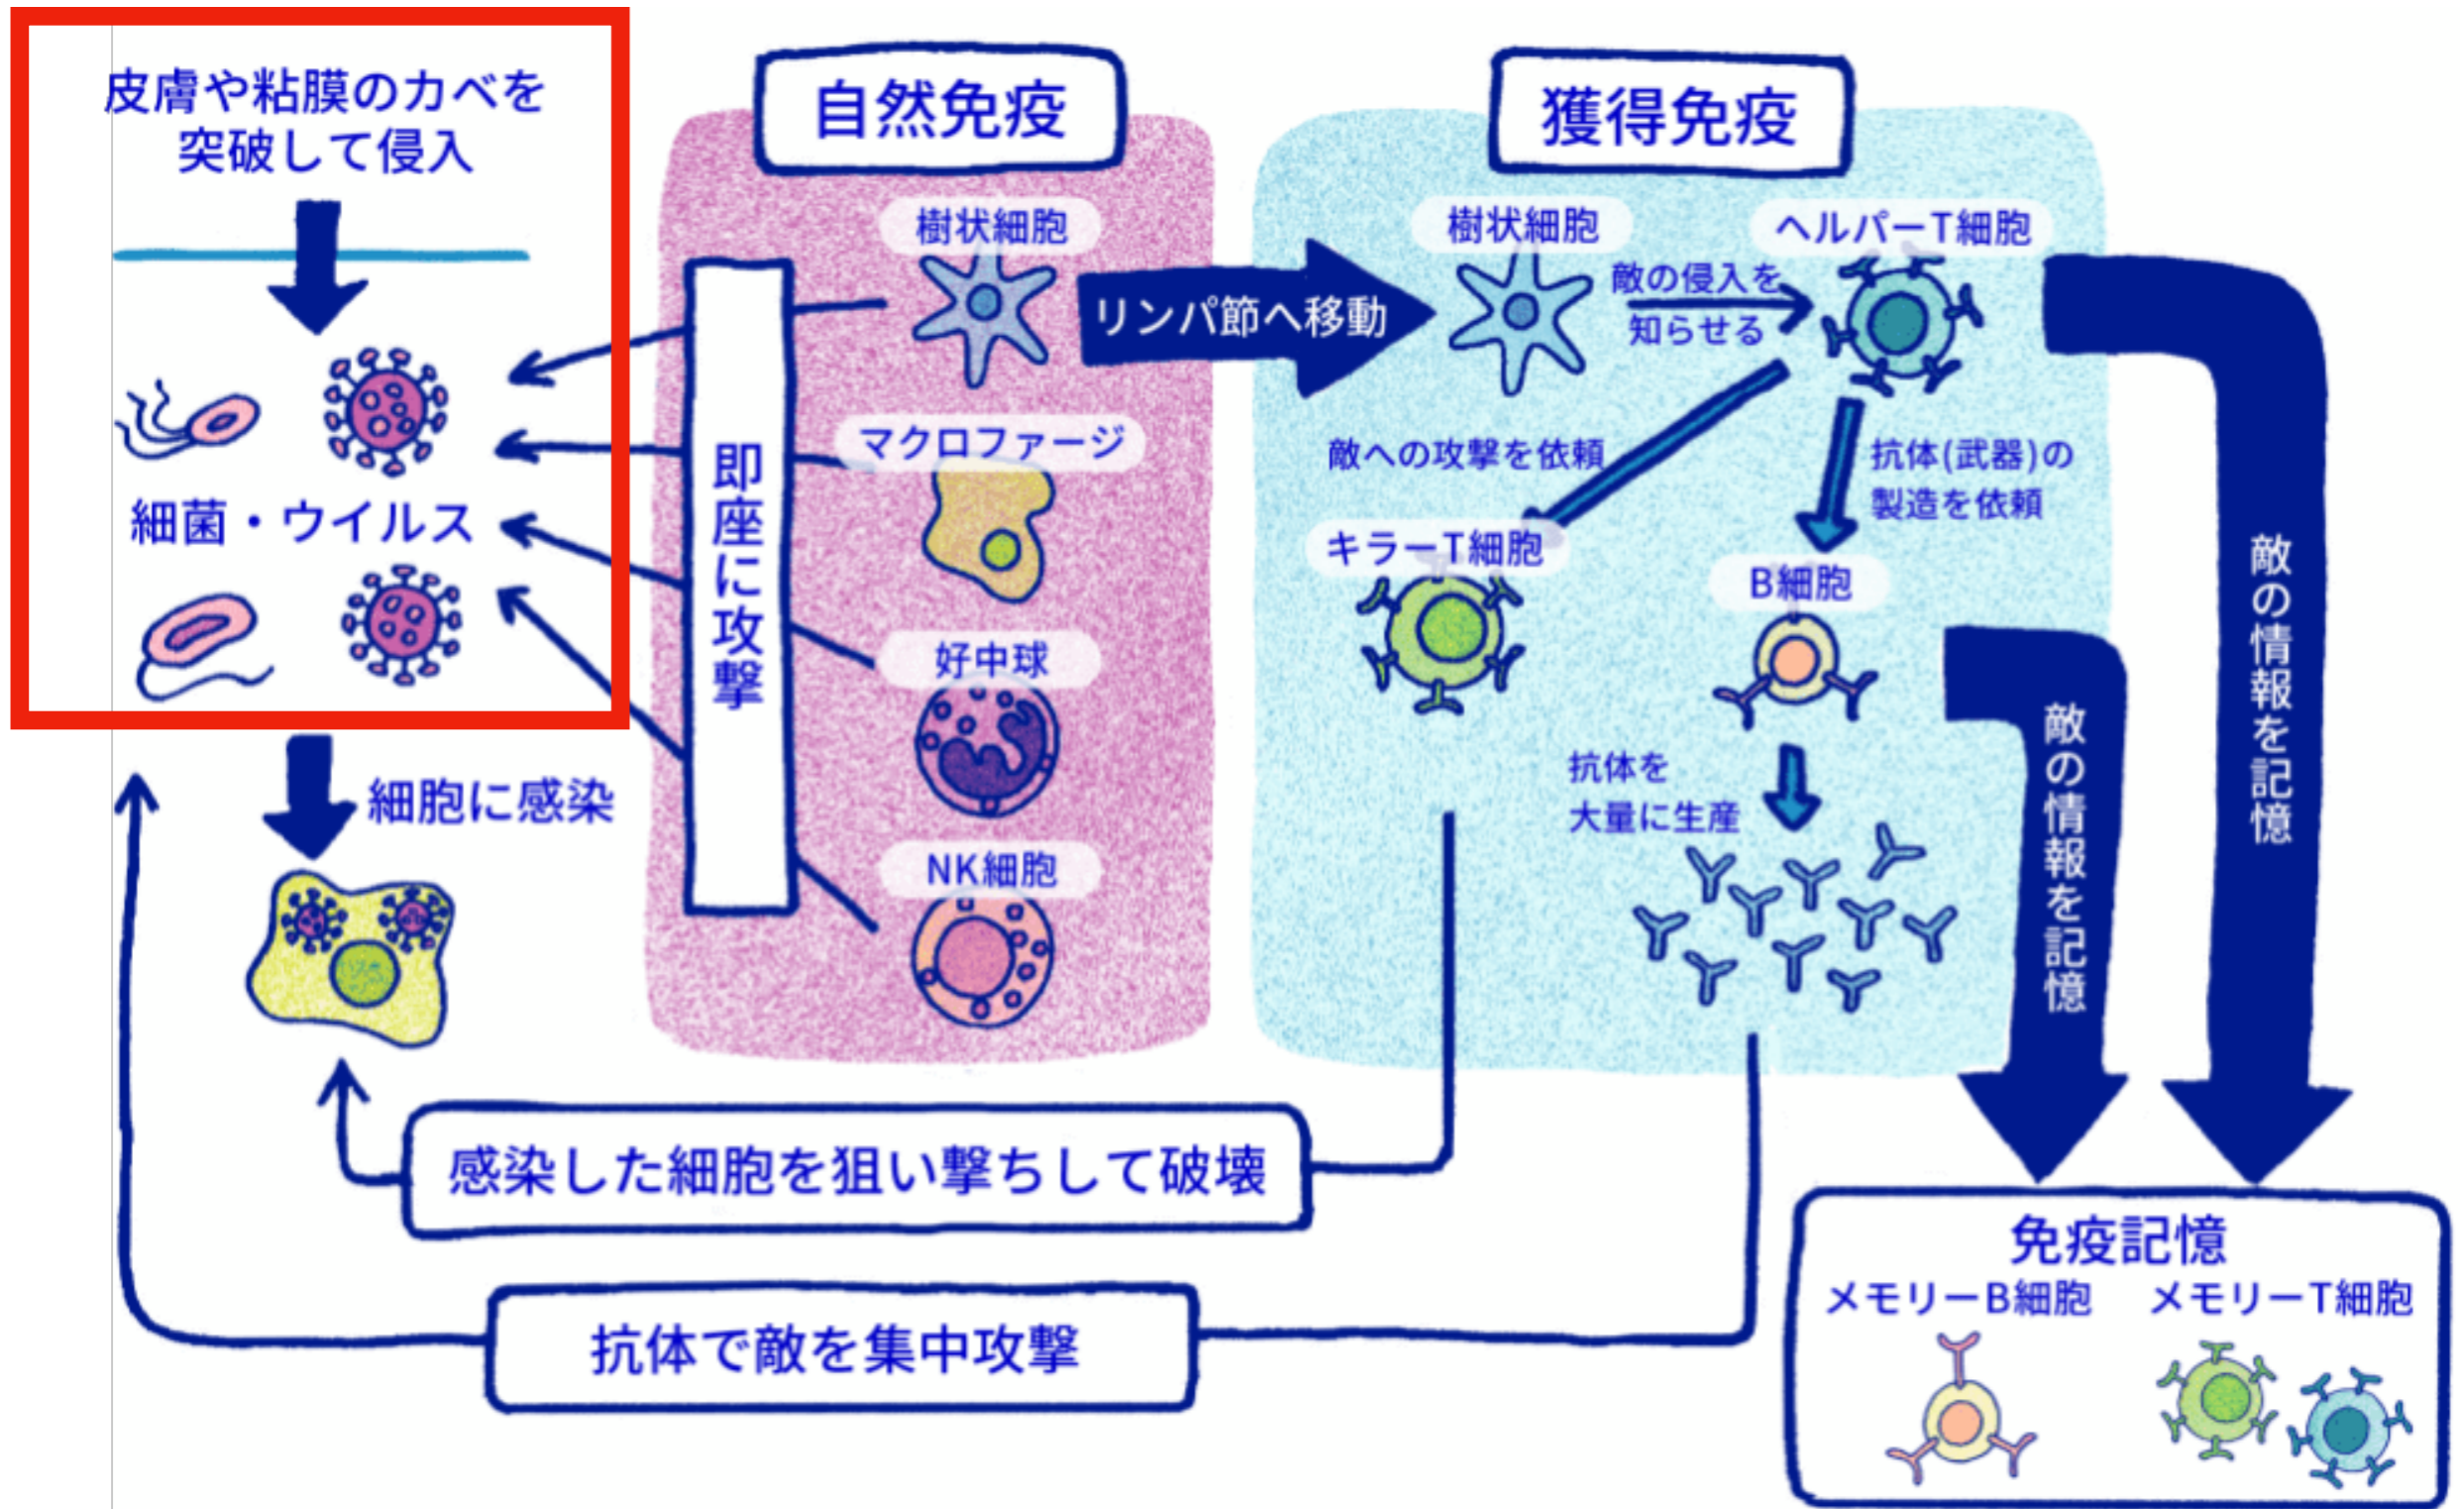 皮膚や粘膜のカベを
突破して侵入
細菌・ウイルス
細胞に感染
自然免疫
即座に攻撃
樹状細胞
マクロファージ
好中球
NK細胞
リンパ節へ移動
獲得免疫
樹状細胞
敵の侵入を
知らせる
ヘルパーT細胞
敵への攻撃を依頼
抗体(武器)の
製造を依頼
キラーT細胞
B細胞
抗体を
大量に生産
敵の情報を記憶
敵の情報を記憶
感染した細胞を狙い撃ちして破壊
抗体で敵を集中攻撃
免疫記憶
メモリーB細胞
メモリーT細胞